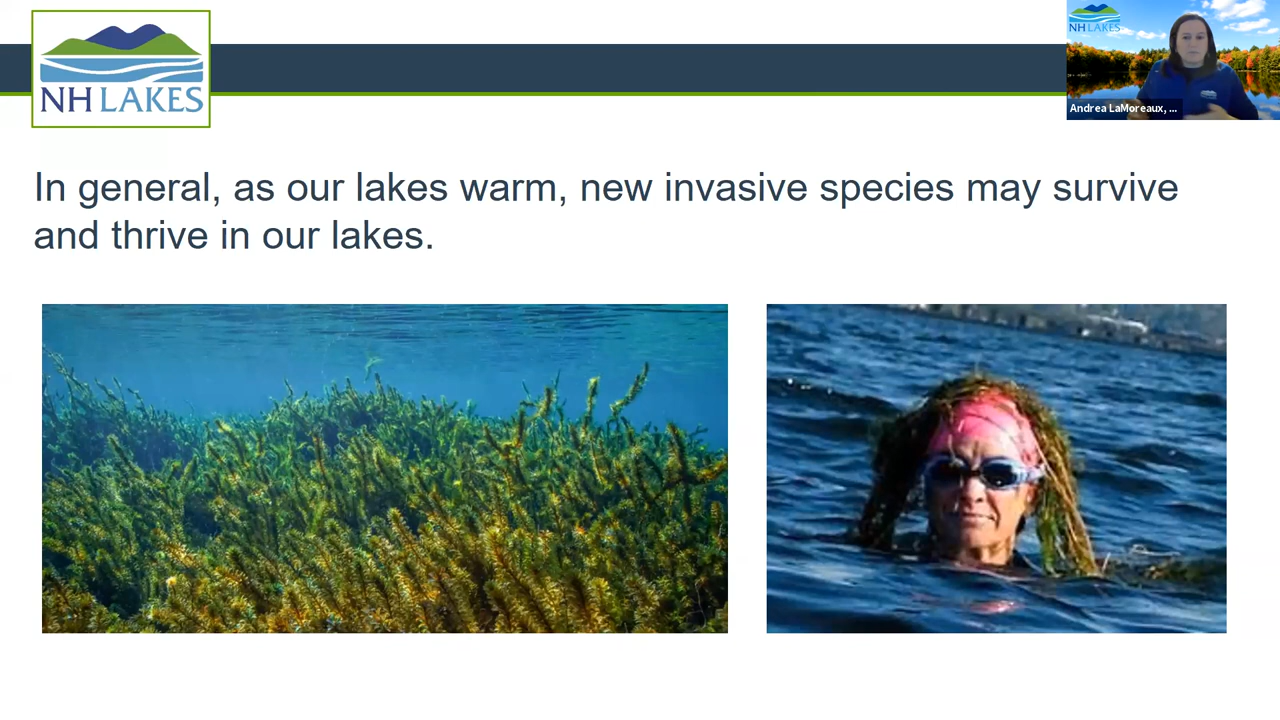 NH LAKES
NH LAKES
Andrea LaMoreaux, ...
In general, as our lakes warm, new invasive species may survive
and thrive in our lakes.